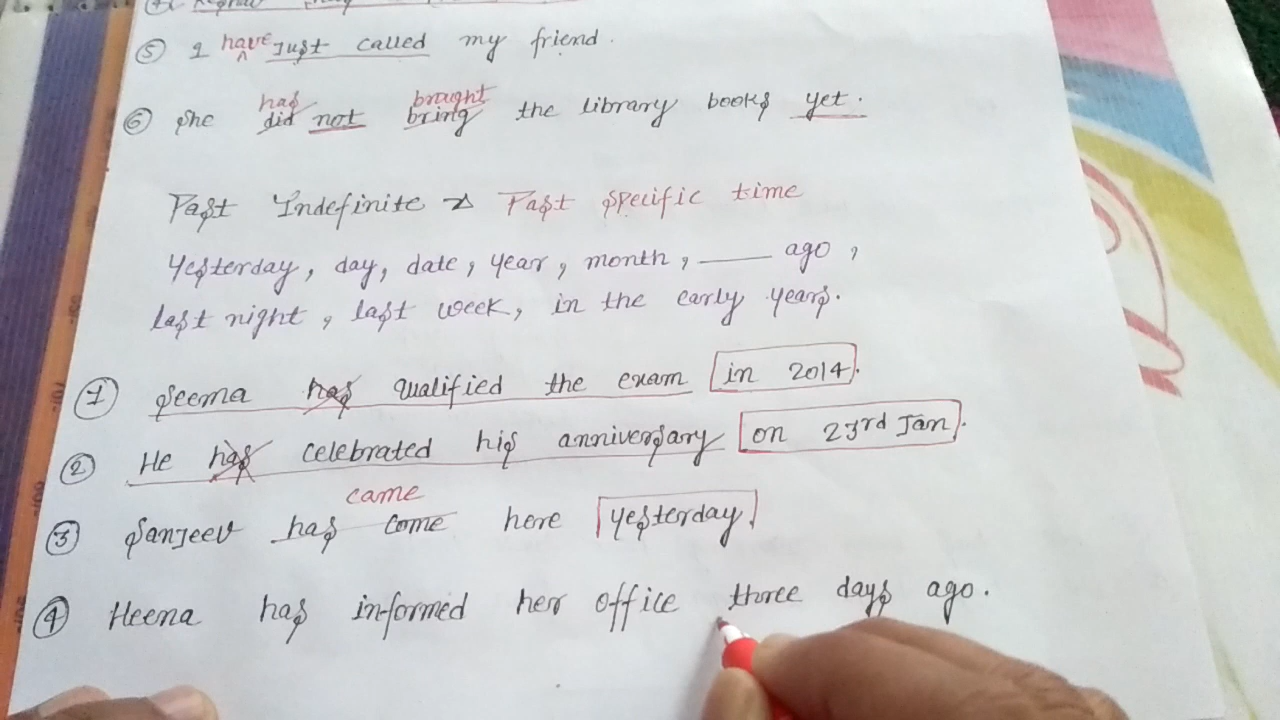 ⑤ I have ^ Just called my friend.
has brought
⑥ She did not bring the library books yet.
Past Indefinite → Past specific time
Yesterday, day, date, year, month, ____ ago,
last night, last week, in the early years.
① Seema has qualified the exam in 2014.
② He has celebrated his anniversary on 23rd Jan.
came
③ Sanjeev has come here yesterday.
④ Heena has informed her office three days ago.